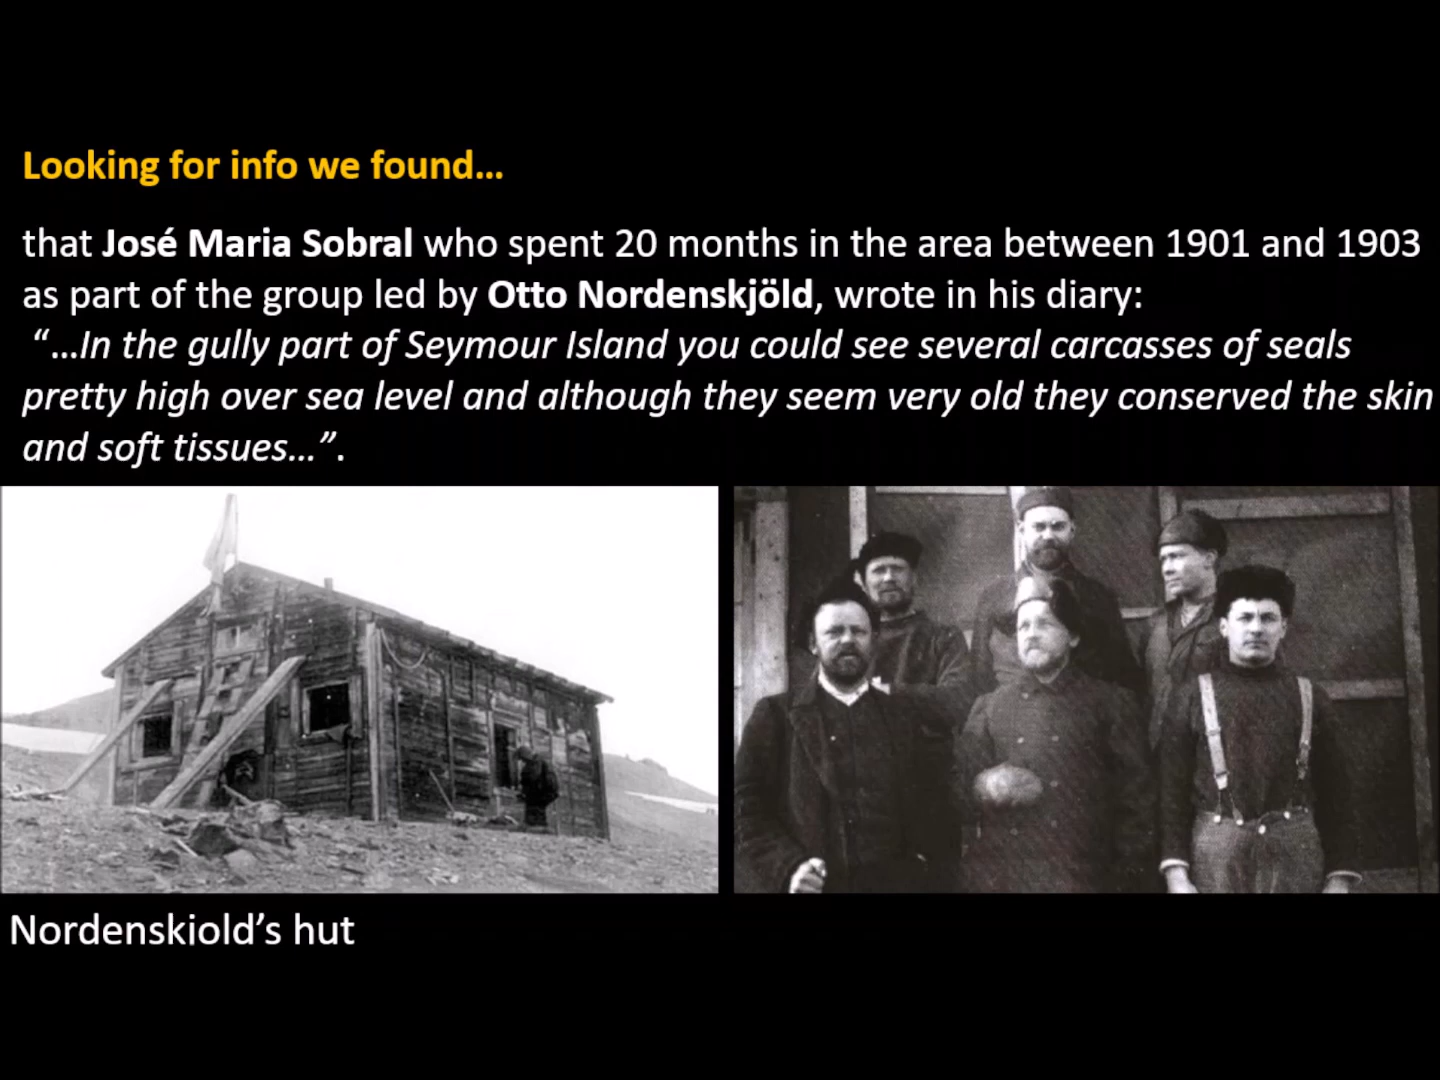 Looking for info we found...
that José Maria Sobral who spent 20 months in the area between 1901 and 1903
as part of the group led by Otto Nordenskjöld, wrote in his diary:
“...In the gully part of Seymour Island you could see several carcasses of seals
pretty high over sea level and although they seem very old they conserved the skin
and soft tissues...”.
Nordenskiold’s hut